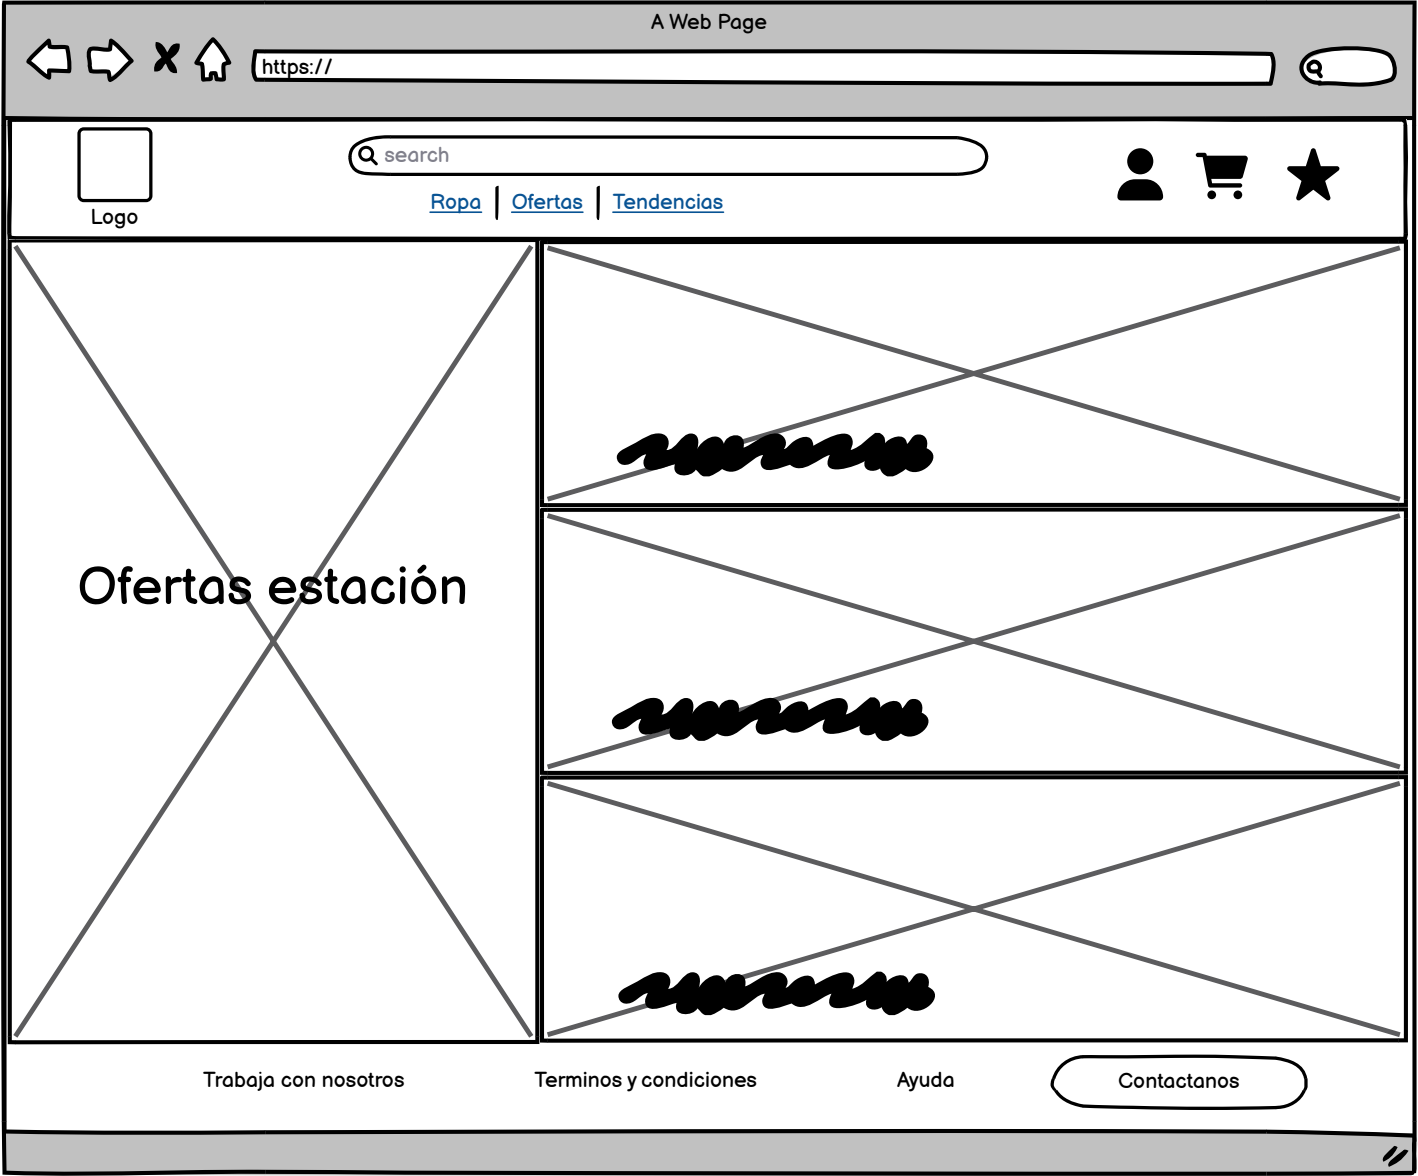 A Web Page
https://
search
Logo
Ropa
Ofertas
Tendencias
Ofertas estación
Trabaja con nosotros
Terminos y condiciones
Ayuda
Contactanos